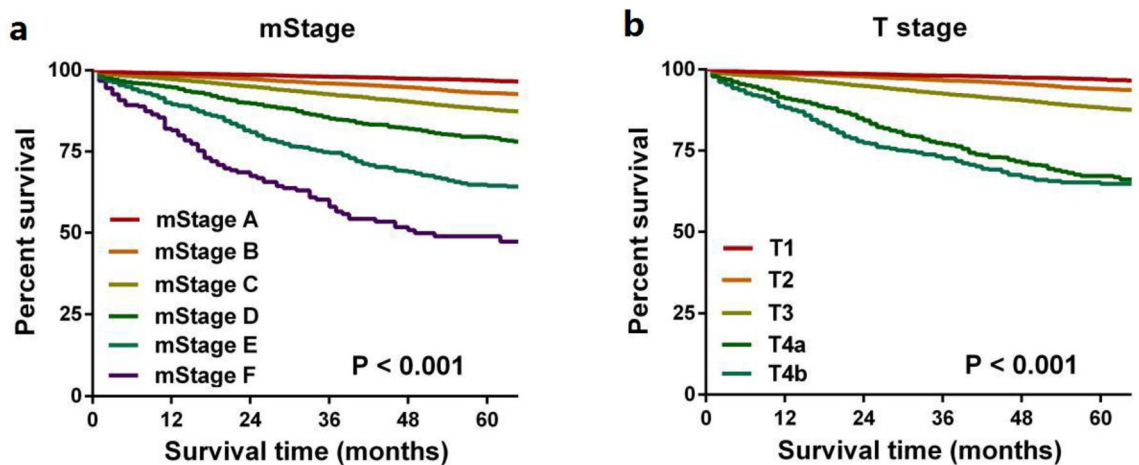 a
mStage
Percent survival
100
75
50
25
0
mStage A
mStage B
mStage C
mStage D
mStage E
mStage F
P < 0.001
0 12 24 36 48 60
Survival time (months)
b
T stage
Percent survival
100
75
50
25
0
T1
T2
T3
T4a
T4b
P < 0.001
0 12 24 36 48 60
Survival time (months)